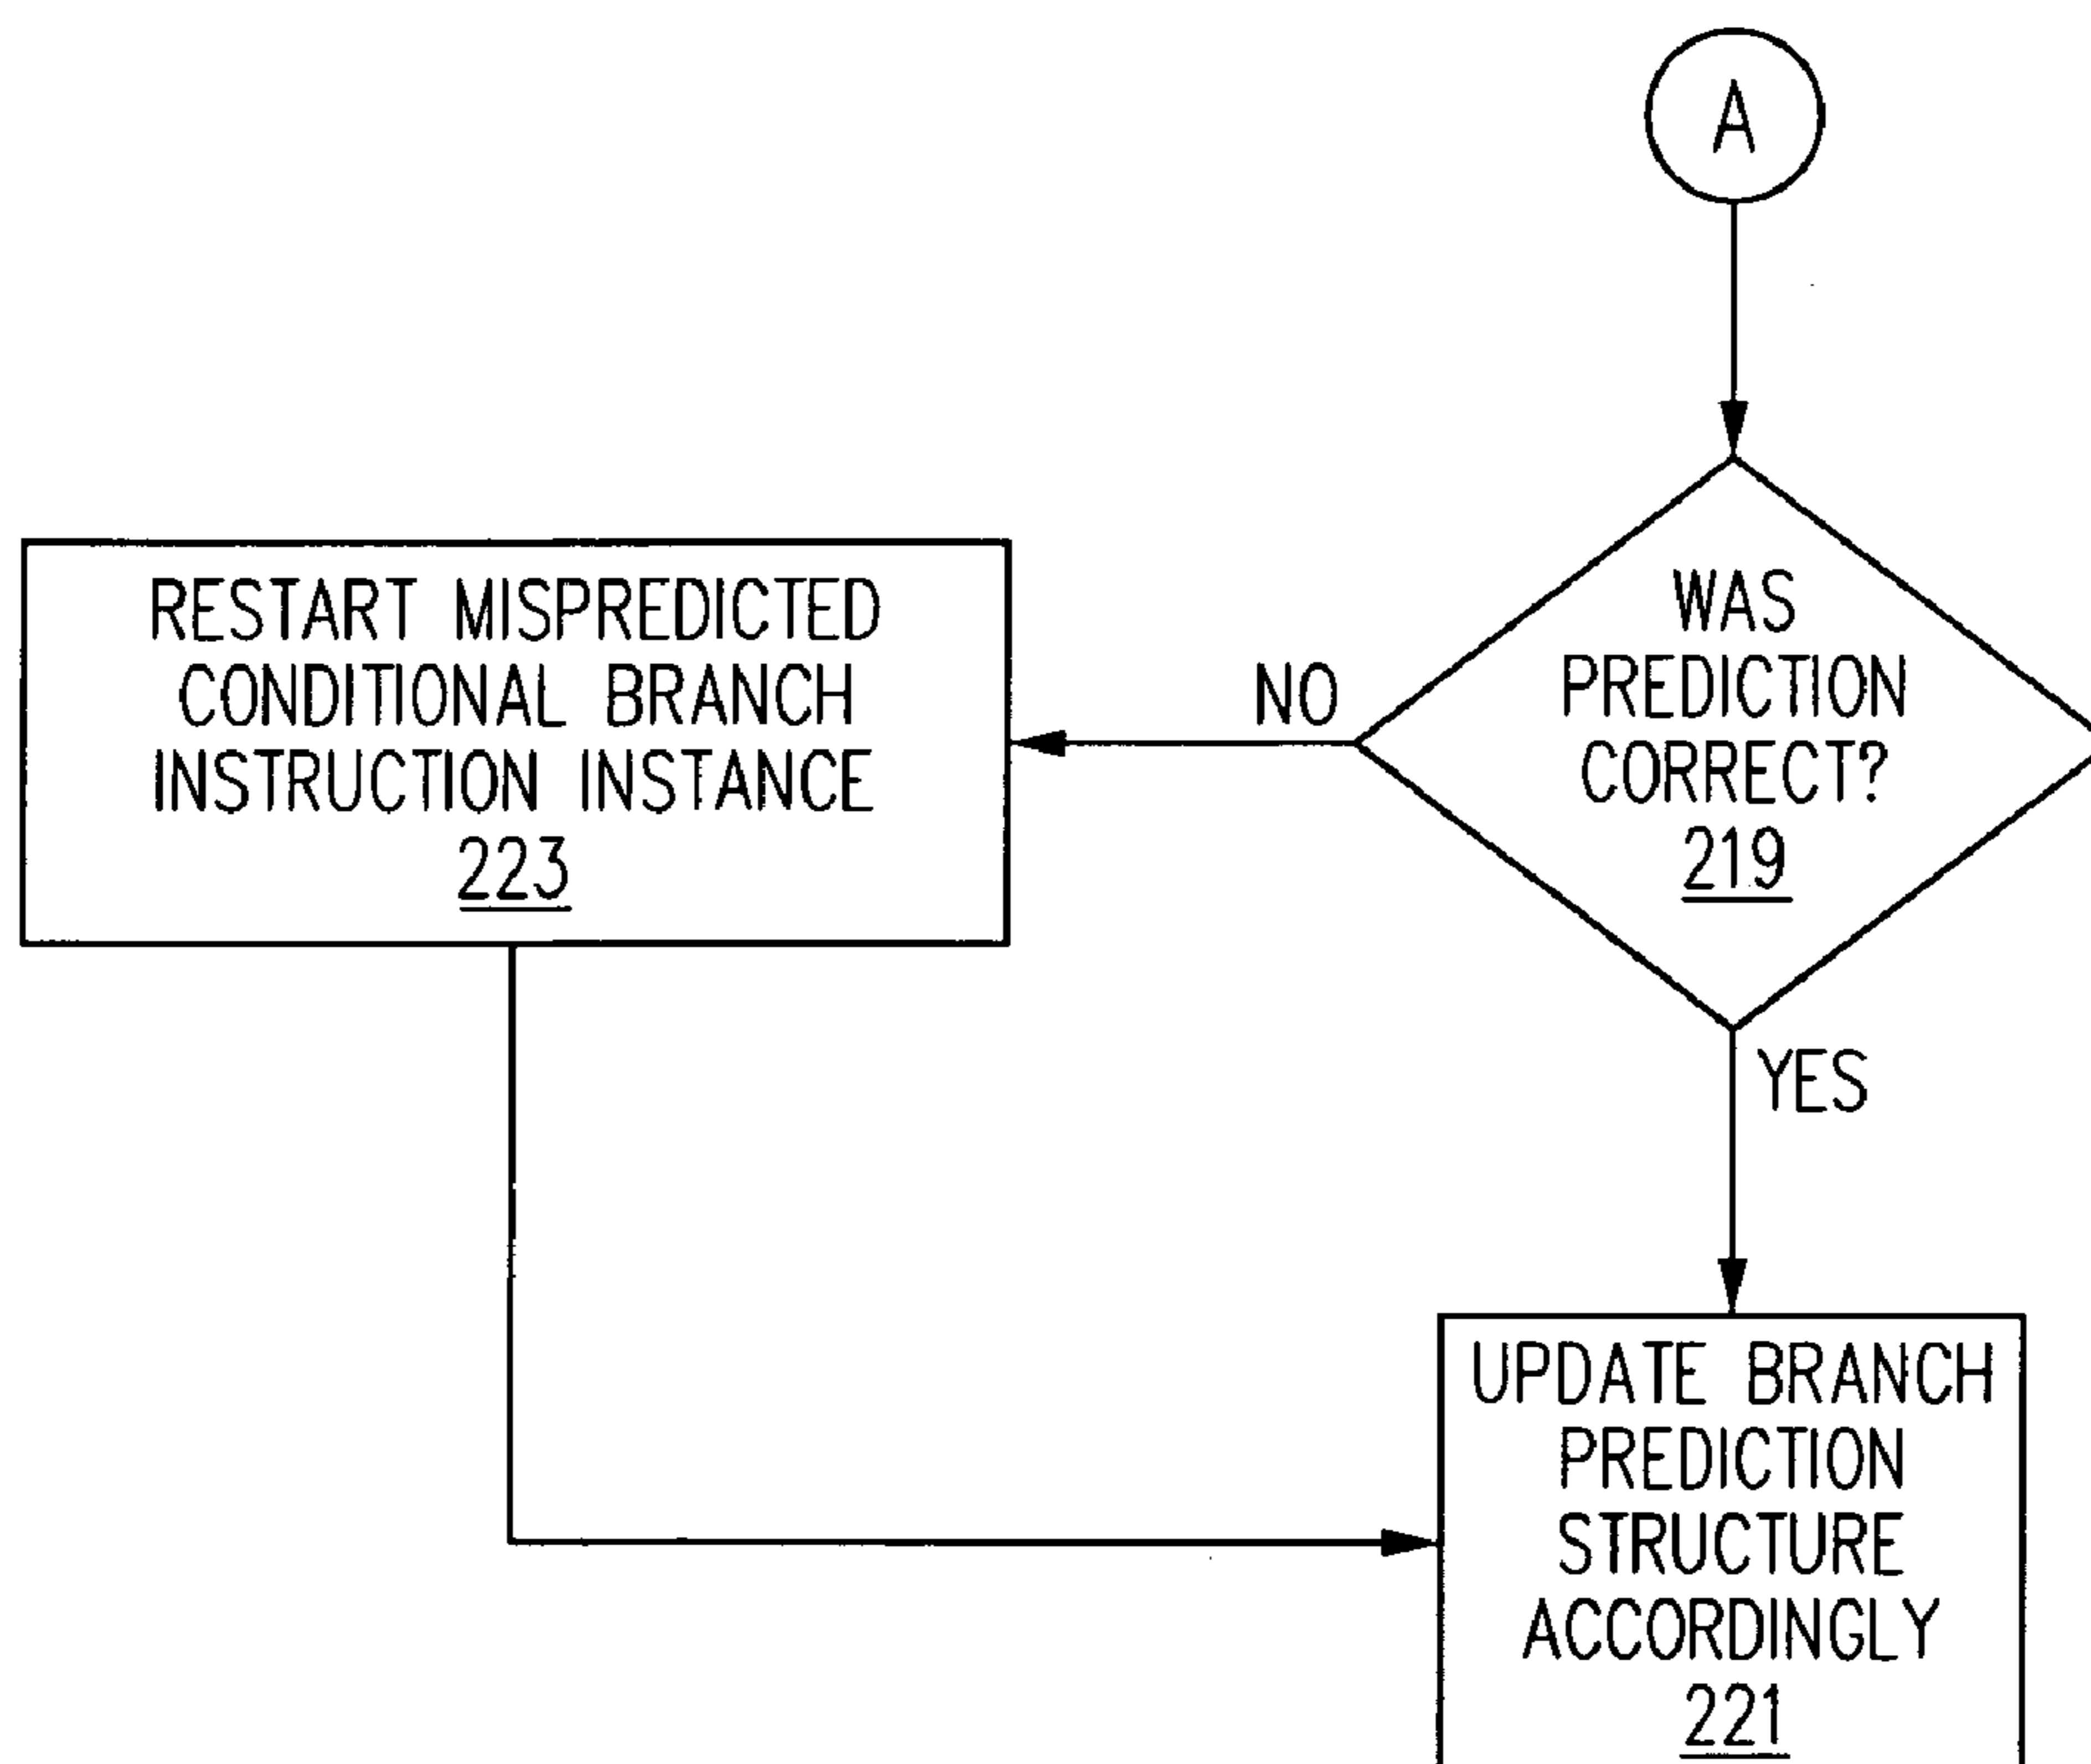 A
WAS
PREDICTION
CORRECT?
219
NO
RESTART MISPREDICTED
CONDITIONAL BRANCH
INSTRUCTION INSTANCE
223
YES
UPDATE BRANCH
PREDICTION
STRUCTURE
ACCORDINGLY
221